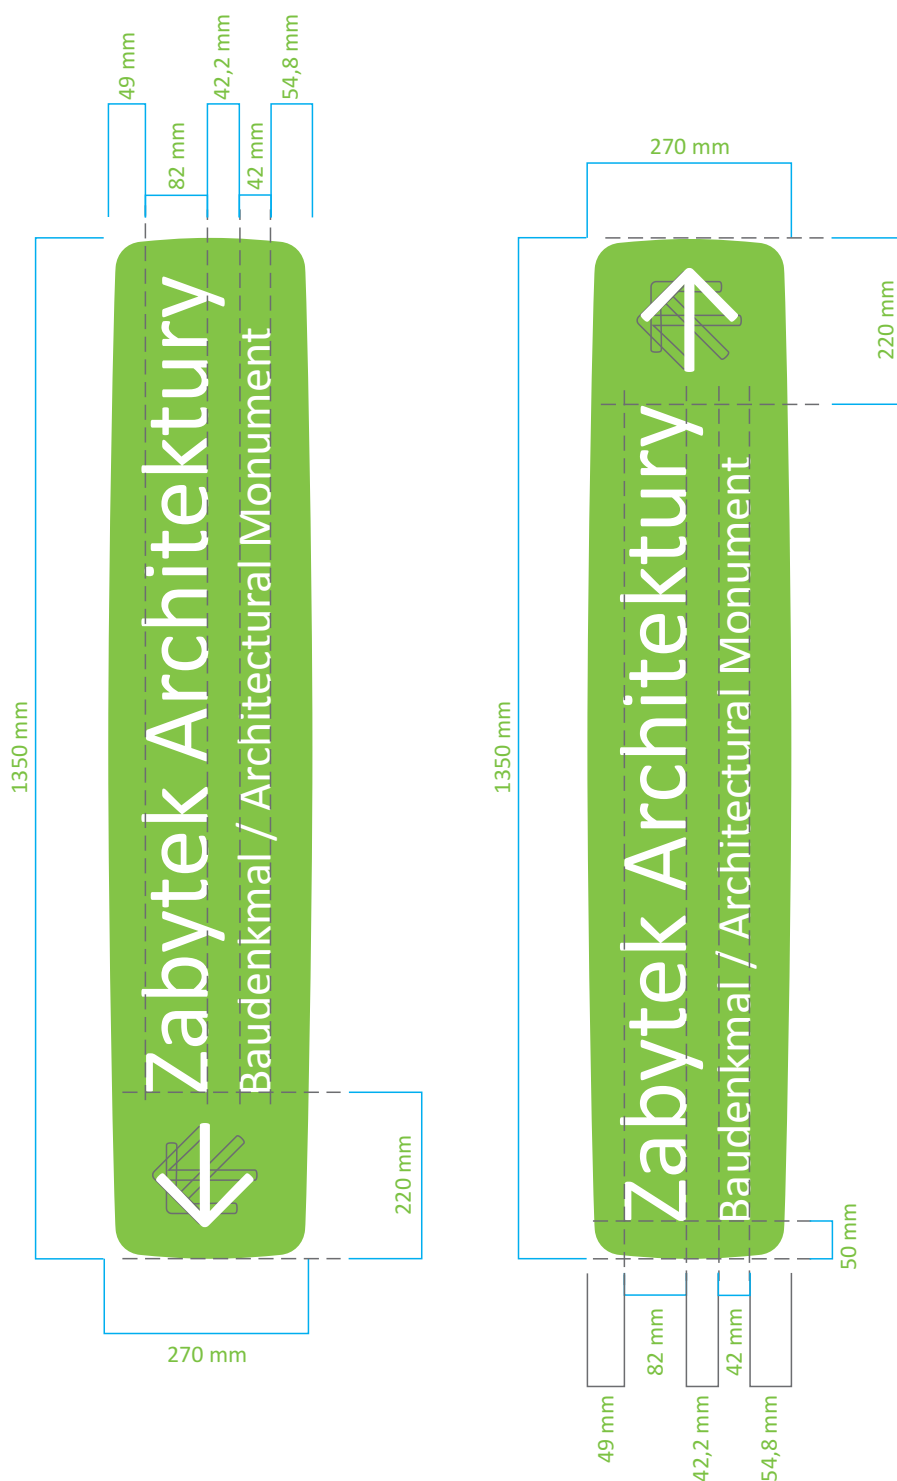 49 mm
82 mm
42,2 mm
42 mm
54,8 mm
1350 mm
Zabytek Architektury
Baudenkmal / Architectural Monument
220 mm
270 mm
270 mm
220 mm
1350 mm
Zabytek Architektury
Baudenkmal / Architectural Monument
50 mm
49 mm
82 mm
42,2 mm
42 mm
54,8 mm